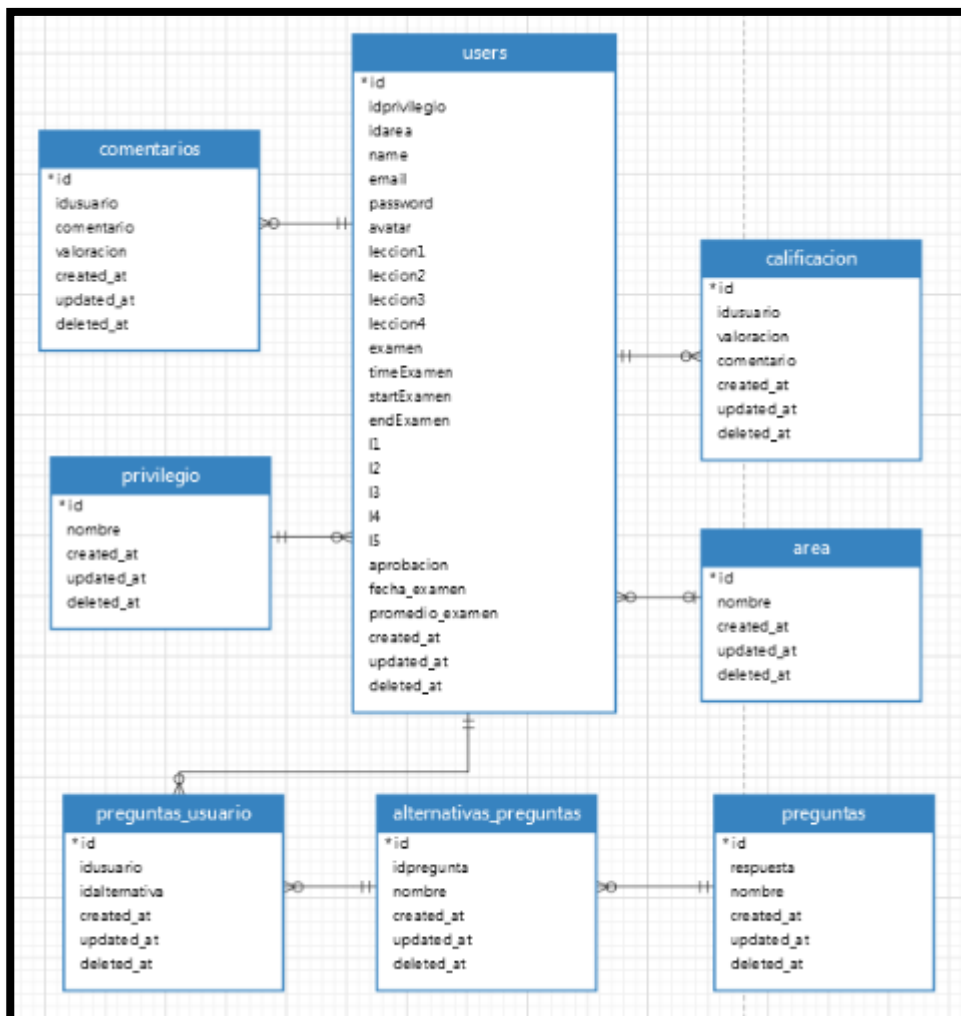 users
*id
idprivilegio
idarea
name
email
password
avatar
leccion1
leccion2
leccion3
leccion4
examen
timeExamen
startExamen
endExamen
l1
l2
l3
l4
l5
aprobacion
fecha_examen
promedio_examen
created_at
updated_at
deleted_at
comentarios
*id
idusuario
comentario
valoracion
created_at
updated_at
deleted_at
calificacion
*id
idusuario
valoracion
comentario
created_at
updated_at
deleted_at
privilegio
*id
nombre
created_at
updated_at
deleted_at
area
*id
nombre
created_at
updated_at
deleted_at
preguntas_usuario
*id
idusuario
idalternativa
created_at
updated_at
deleted_at
alternativas_preguntas
*id
idpregunta
nombre
created_at
updated_at
deleted_at
preguntas
*id
respuesta
nombre
created_at
updated_at
deleted_at